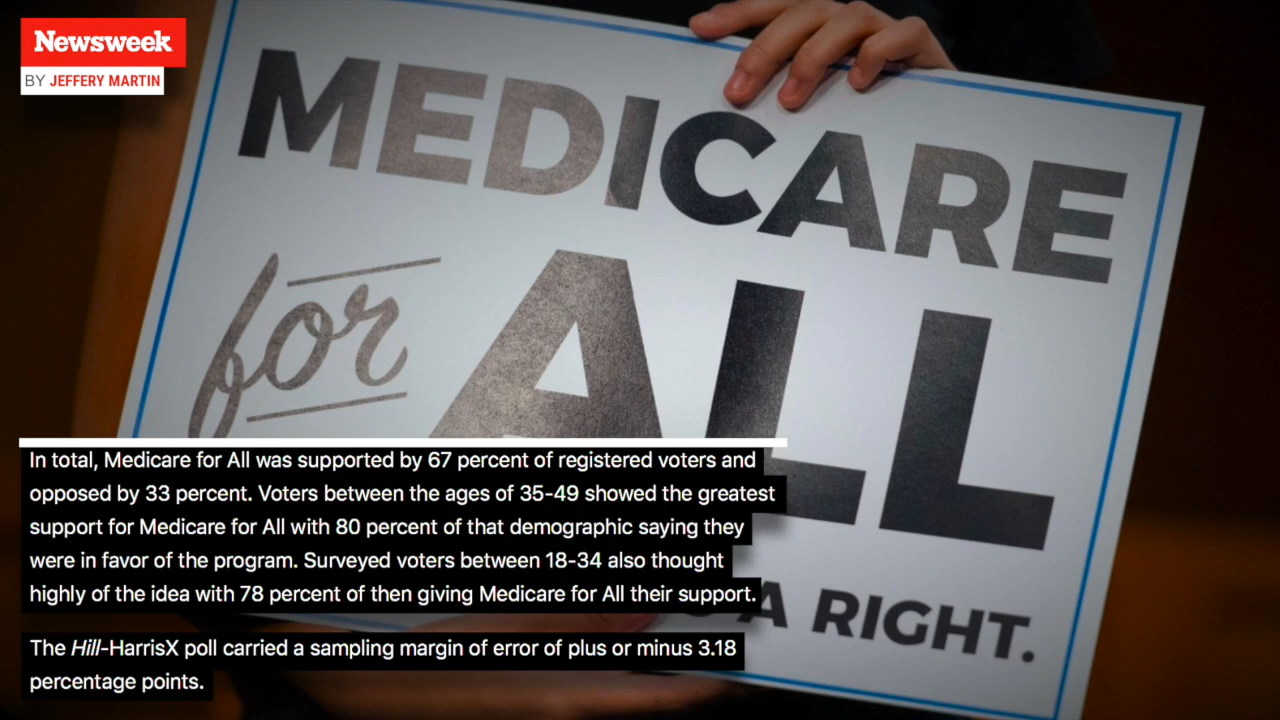 Newsweek
BY JEFFERY MARTIN
MEDICARE
for
ALL
A RIGHT.
In total, Medicare for All was supported by 67 percent of registered voters and
opposed by 33 percent. Voters between the ages of 35-49 showed the greatest
support for Medicare for All with 80 percent of that demographic saying they
were in favor of the program. Surveyed voters between 18-34 also thought
highly of the idea with 78 percent of then giving Medicare for All their support.
The Hill-HarrisX poll carried a sampling margin of error of plus or minus 3.18
percentage points.